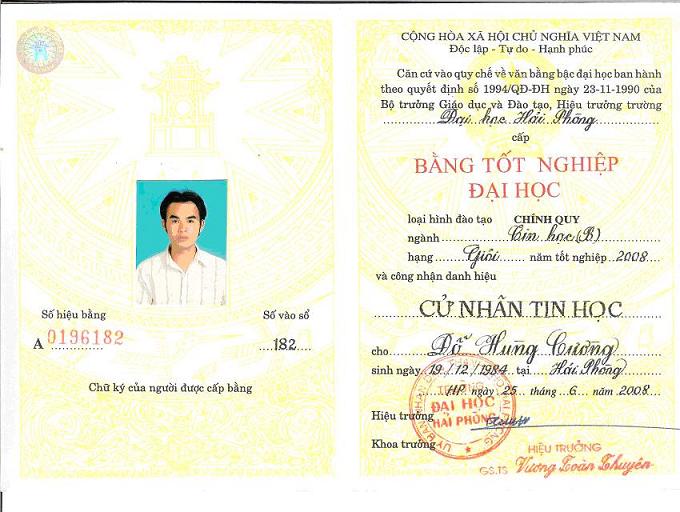 Số hiệu bằng
Số vào sổ
A 0196182
182
Chữ ký của người được cấp bằng
CỘNG HÒA XÃ HỘI CHỦ NGHĨA VIỆT NAM
Độc lập - Tự do - Hạnh phúc
Căn cứ vào quy chế về văn bằng bậc đại học ban hành
theo quyết định số 1994/QĐ-ĐH ngày 23-11-1990 của
Bộ trưởng Giáo dục và Đào tạo, Hiệu trưởng trường
Đại học Hải Phòng
cấp
BẰNG TỐT NGHIỆP
ĐẠI HỌC
loại hình đào tạo CHÍNH QUY
ngành Tin học (B)
hạng Giỏi năm tốt nghiệp 2008
và công nhận danh hiệu
CỬ NHÂN TIN HỌC
cho Đỗ Hùng Cường
sinh ngày 19/12/1984 tại Hải Phòng
HP ngày 25 tháng 6 năm 2008
Hiệu trưởng
Khoa trưởng
ĐẠI HỌC
HẢI PHÒNG
HIỆU TRƯỞNG
GS.TS Vương Toàn Thuyên